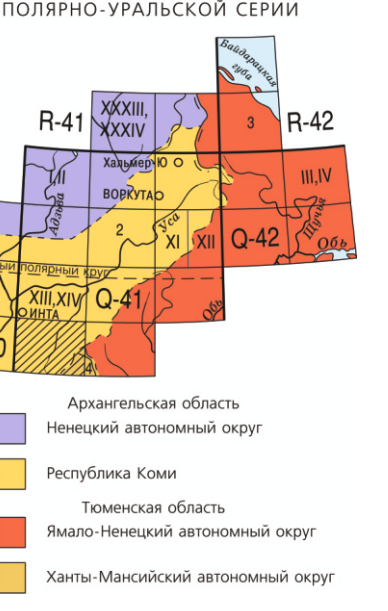 ПОЛЯРНО-УРАЛЬСКОЙ СЕРИИ
Байдарацкая
губа
XXXIII,
XXXIV
R-41
3
R-42
Хальмер-Ю
I,II
III,IV
ВОРКУТА
Адзьва
Уса
Щучья
2
XI
XII
Q-42
Обь
ый полярный круг
XIII,XIV
Q-41
Обь
ИНТА
4
Архангельская область
Ненецкий автономный округ
Республика Коми
Тюменская область
Ямало-Ненецкий автономный округ
Ханты-Мансийский автономный округ